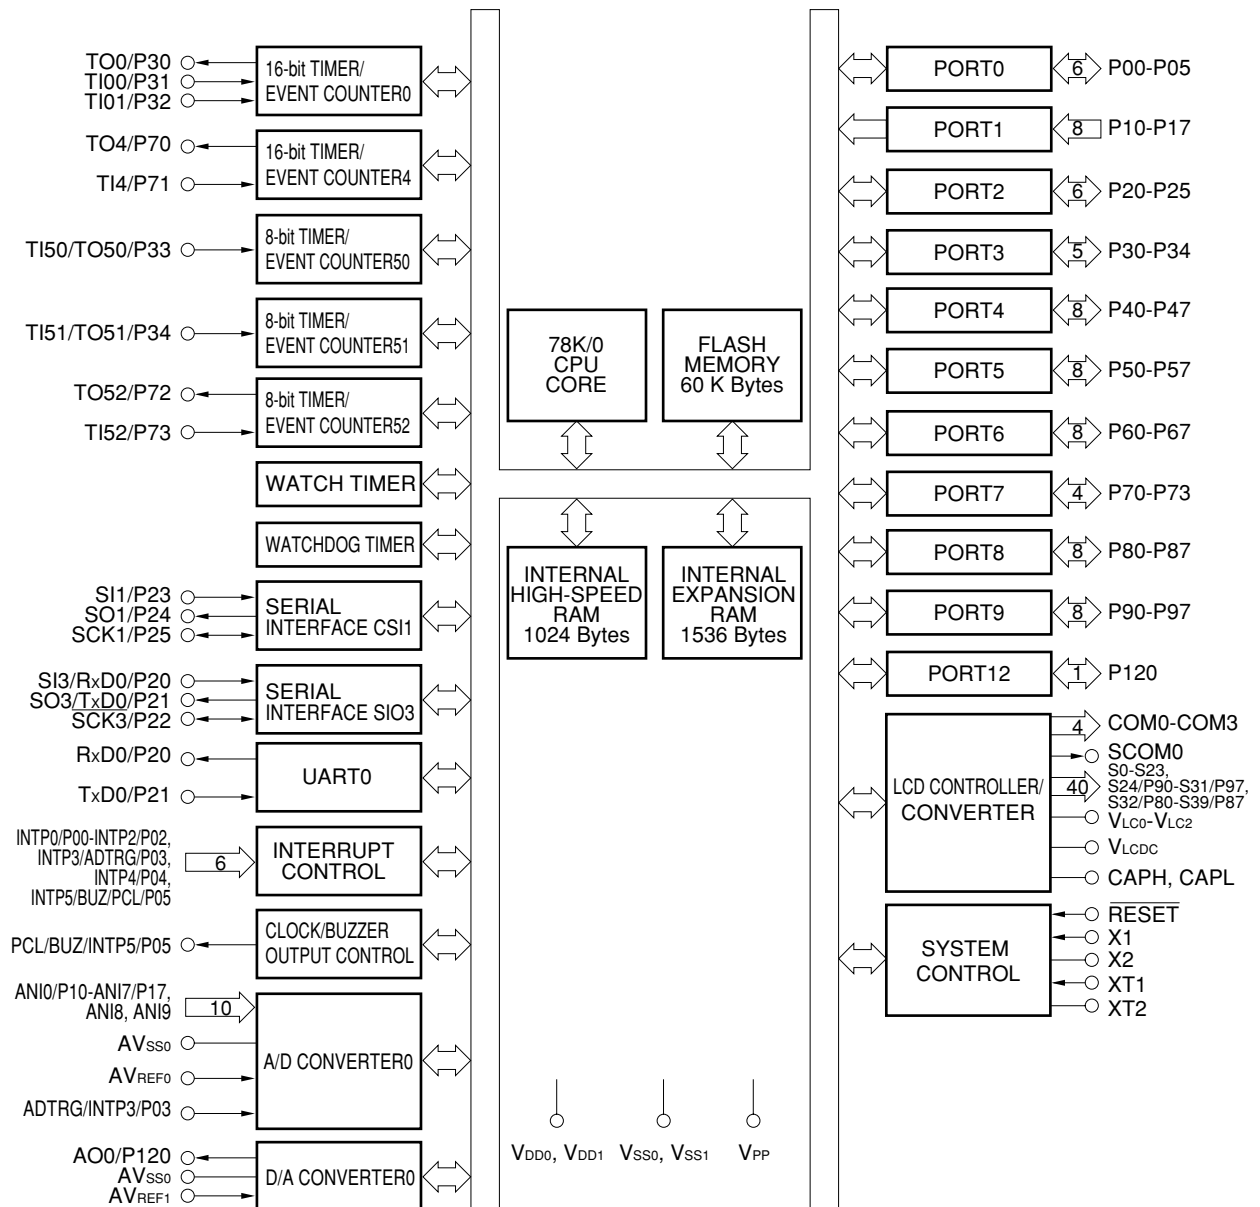 TO0/P30
TI00/P31
TI01/P32
16-bit TIMER/
EVENT COUNTER0
TO4/P70
TI4/P71
16-bit TIMER/
EVENT COUNTER4
TI50/TO50/P33
8-bit TIMER/
EVENT COUNTER50
TI51/TO51/P34
8-bit TIMER/
EVENT COUNTER51
TO52/P72
TI52/P73
8-bit TIMER/
EVENT COUNTER52
WATCH TIMER
WATCHDOG TIMER
SI1/P23
SO1/P24
SCK1/P25
SERIAL
INTERFACE CSI1
SI3/RxD0/P20
SO3/TxD0/P21
SCK3/P22
SERIAL
INTERFACE SIO3
RxD0/P20
TxD0/P21
UART0
INTP0/P00-INTP2/P02,
INTP3/ADTRG/P03,
INTP4/P04,
INTP5/BUZ/PCL/P05
6
INTERRUPT
CONTROL
PCL/BUZ/INTP5/P05
CLOCK/BUZZER
OUTPUT CONTROL
ANI0/P10-ANI7/P17,
ANI8, ANI9
10
AVSS0
AVREF0
ADTRG/INTP3/P03
A/D CONVERTER0
AO0/P120
AVSS0
AVREF1
D/A CONVERTER0
78K/0
CPU
CORE
FLASH
MEMORY
60 K Bytes
INTERNAL
HIGH-SPEED
RAM
1024 Bytes
INTERNAL
EXPANSION
RAM
1536 Bytes
VDD0, VDD1
VSS0, VSS1
VPP
PORT0
6
P00-P05
PORT1
8
P10-P17
PORT2
6
P20-P25
PORT3
5
P30-P34
PORT4
8
P40-P47
PORT5
8
P50-P57
PORT6
8
P60-P67
PORT7
4
P70-P73
PORT8
8
P80-P87
PORT9
8
P90-P97
PORT12
1
P120
LCD CONTROLLER/
CONVERTER
4
COM0-COM3
SCOM0
40
S0-S23,
S24/P90-S31/P97,
S32/P80-S39/P87
VLC0-VLC2
VLCDC
CAPH, CAPL
SYSTEM
CONTROL
RESET
X1
X2
XT1
XT2